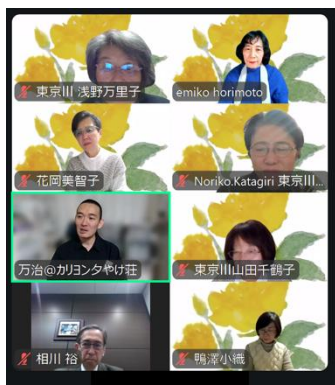 東京III 浅野万里子
emiko horimoto
花岡美智子
Noriko.Katagiri 東京III...
万治@カリヨンタやけ荘
東京III山田千鶴子
相川 裕
鴨澤小織